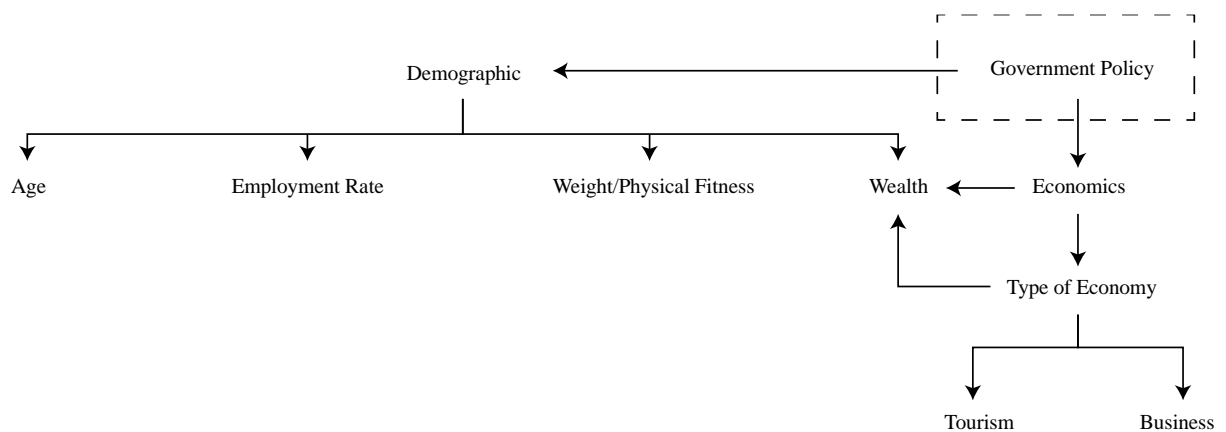 Demographic
Government Policy
Age
Employment Rate
Weight/Physical Fitness
Wealth
Economics
Type of Economy
Tourism
Business